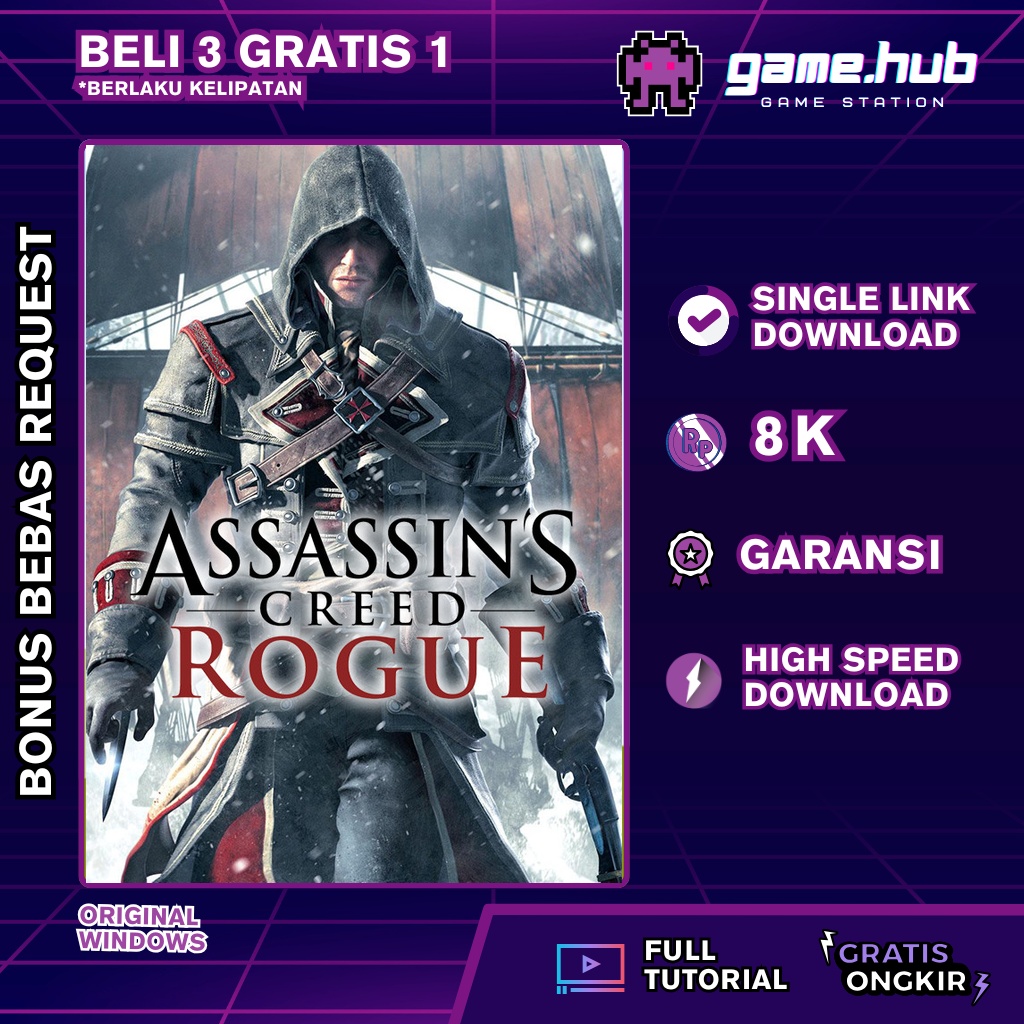 BELI 3 GRATIS 1
*BERLAKU KELIPATAN
game.hub
GAME STATION
BONUS BEBAS REQUEST
ASSASSIN'S
CREED
ROGUE
SINGLE LINK
DOWNLOAD
Rp
8K
GARANSI
HIGH SPEED
DOWNLOAD
ORIGINAL
WINDOWS
FULL
TUTORIAL
GRATIS
ONGKIR